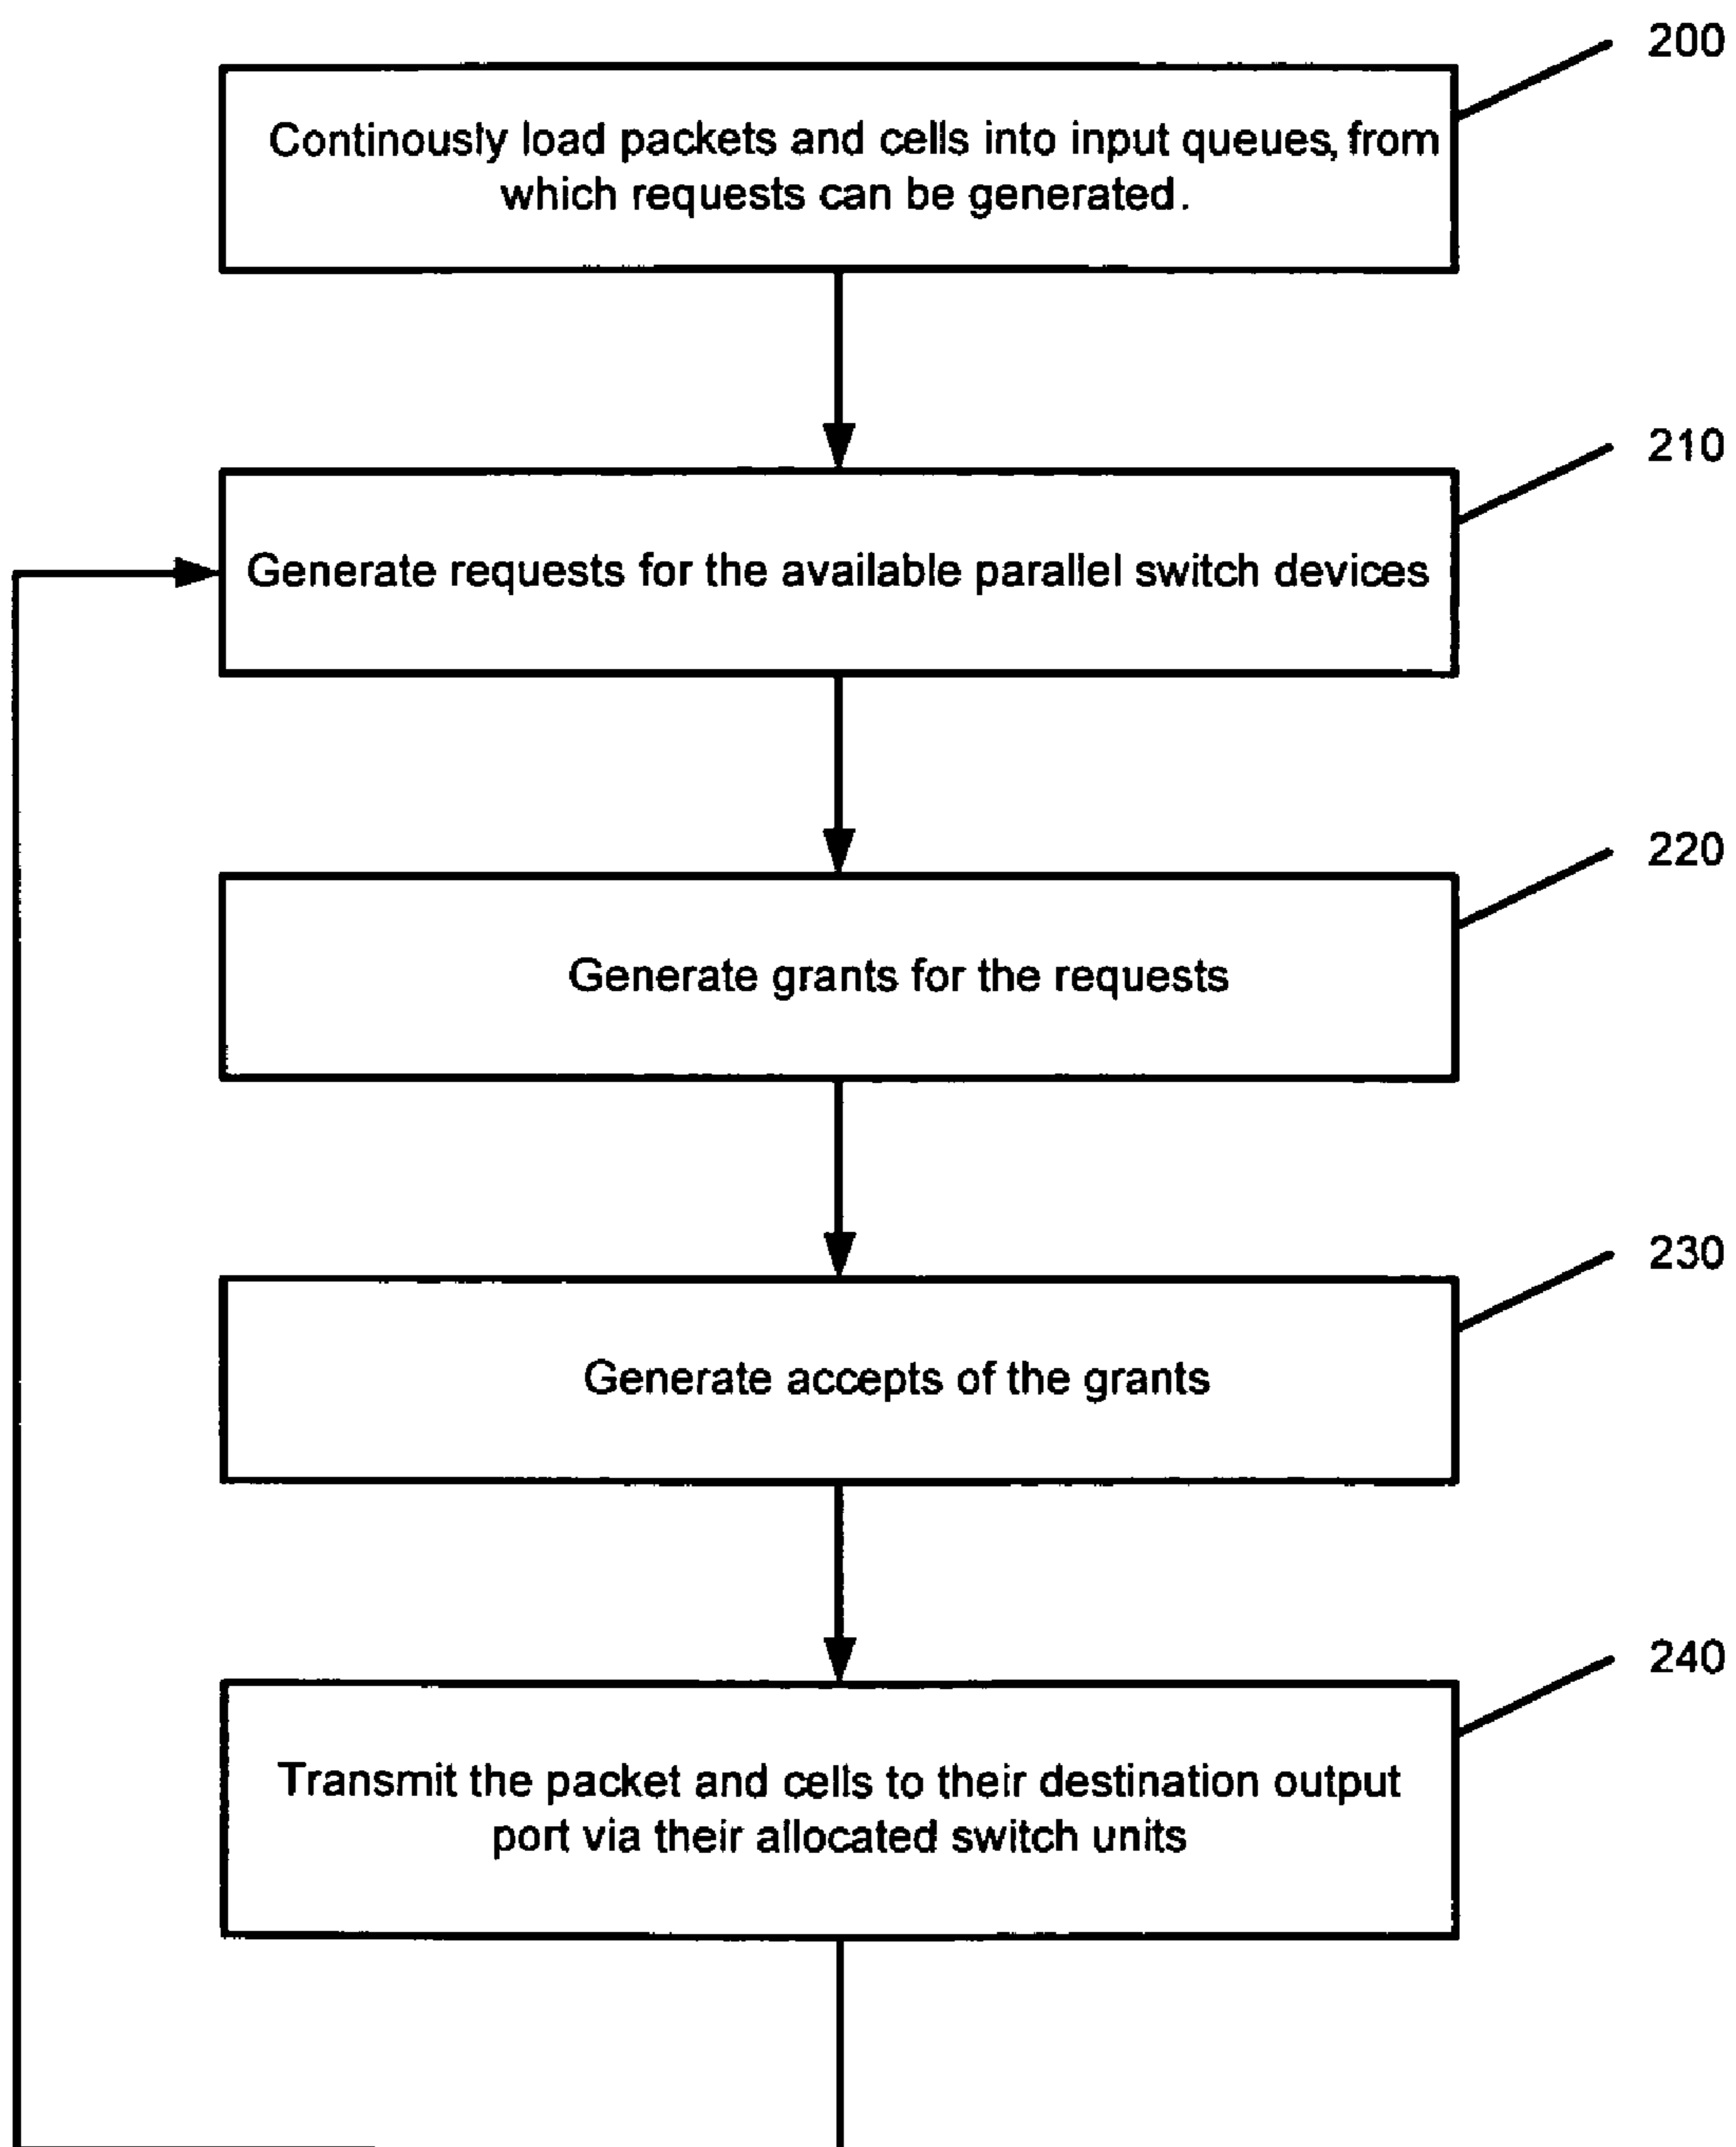 200
Continously load packets and cells into input queues, from
which requests can be generated.
210
Generate requests for the available parallel switch devices
220
Generate grants for the requests
230
Generate accepts of the grants
240
Transmit the packet and cells to their destination output
port via their allocated switch units